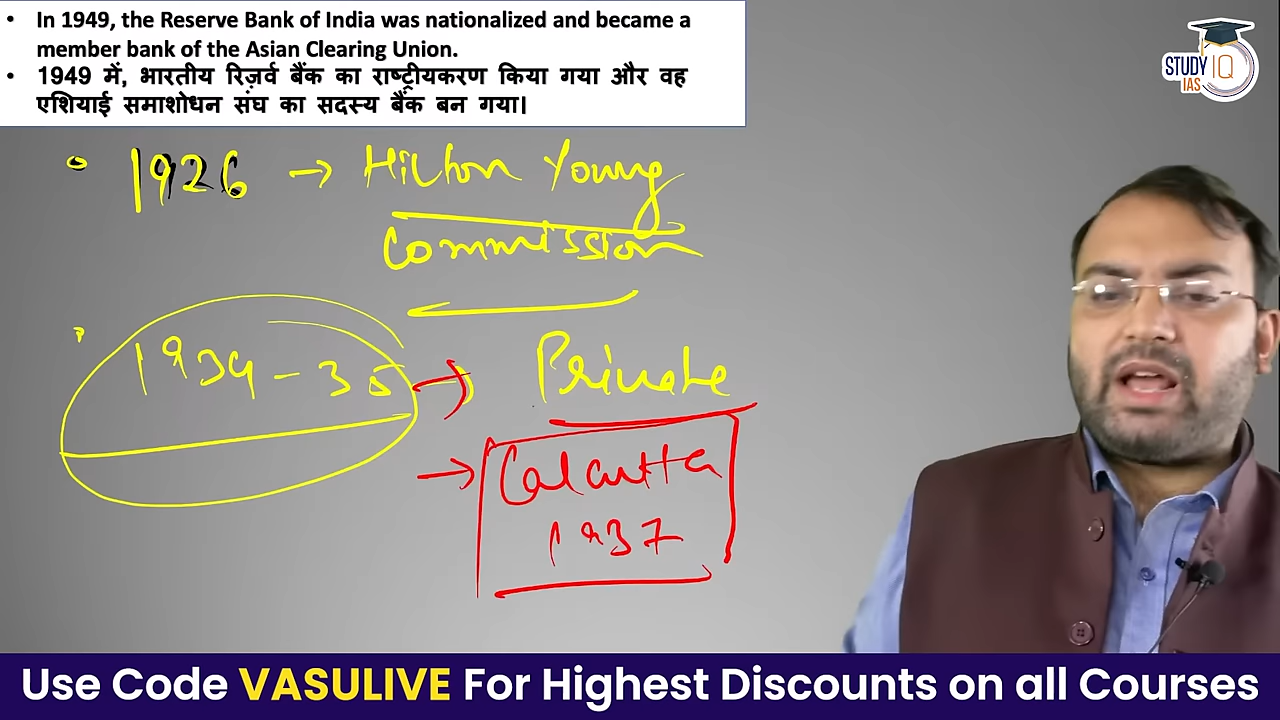 • In 1949, the Reserve Bank of India was nationalized and became a
member bank of the Asian Clearing Union.
• 1949 में, भारतीय रिज़र्व बैंक का राष्ट्रीयकरण किया गया और वह
एशियाई समाशोधन संघ का सदस्य बैंक बन गया।
STUDY IQ
IAS
1926 → Hilton Young
Commission
1934-35 → Private
→ Calcutta
1937
Use Code VASULIVE For Highest Discounts on all Courses